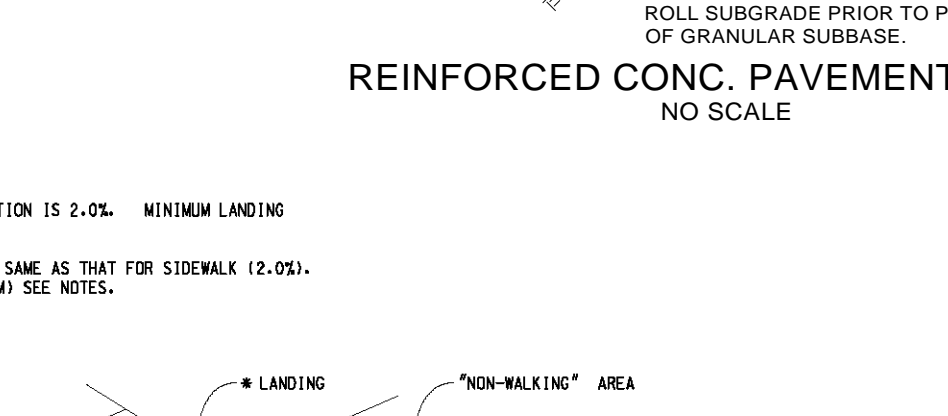 ROLL SUBGRADE PRIOR TO P
OF GRANULAR SUBBASE.
REINFORCED CONC. PAVEMENT
NO SCALE
TION IS 2.0%. MINIMUM LANDING
SAME AS THAT FOR SIDEWALK (2.0%).
M) SEE NOTES.
* LANDING
"NON-WALKING" AREA